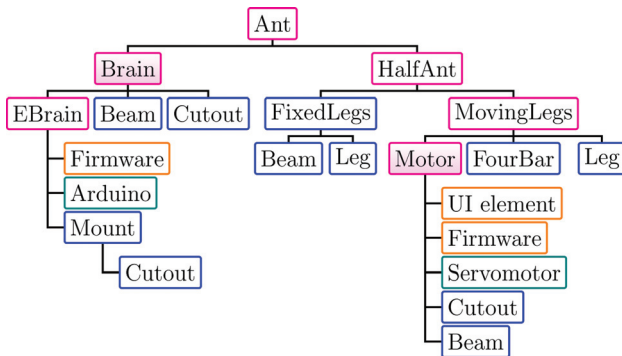 Ant
Brain HalfAnt
EBrain Beam Cutout FixedLegs MovingLegs
Firmware Beam Leg Motor FourBar Leg
Arduino UI element
Mount Firmware
Cutout Servomotor
Cutout
Beam